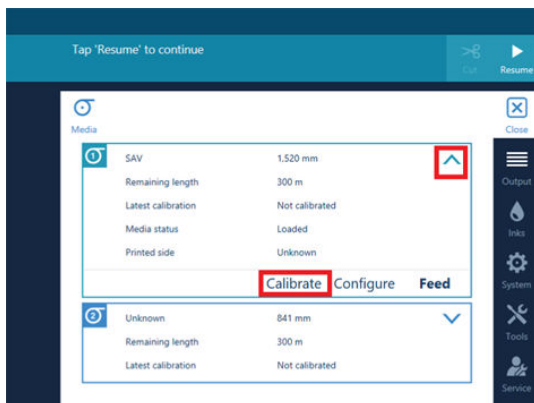 Tap 'Resume' to continue
Cut
Resume
Media
Close
1
SAV 1,520 mm
Remaining length 300 m
Latest calibration Not calibrated
Media status Loaded
Printed side Unknown
Calibrate Configure Feed
2
Unknown 841 mm
Remaining length 300 m
Latest calibration Not calibrated
Output
Inks
System
Tools
Service